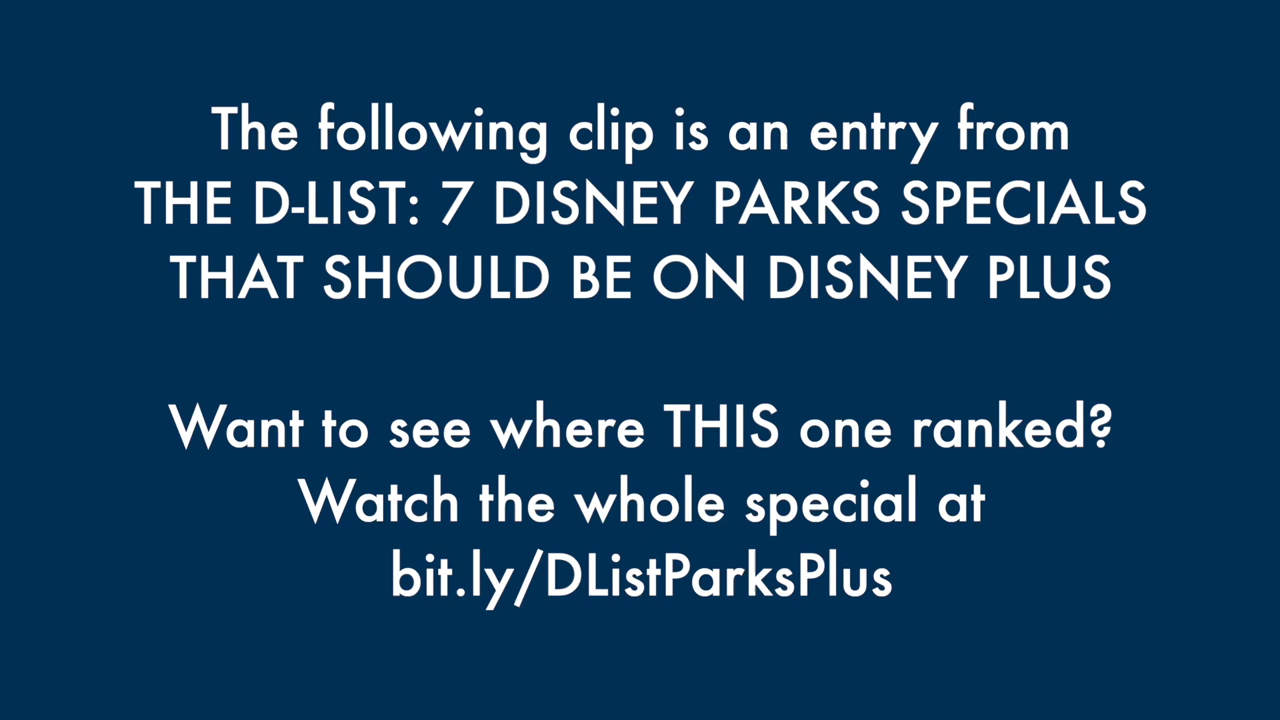 The following clip is an entry from
THE D-LIST: 7 DISNEY PARKS SPECIALS
THAT SHOULD BE ON DISNEY PLUS
Want to see where THIS one ranked?
Watch the whole special at
bit.ly/DListParksPlus